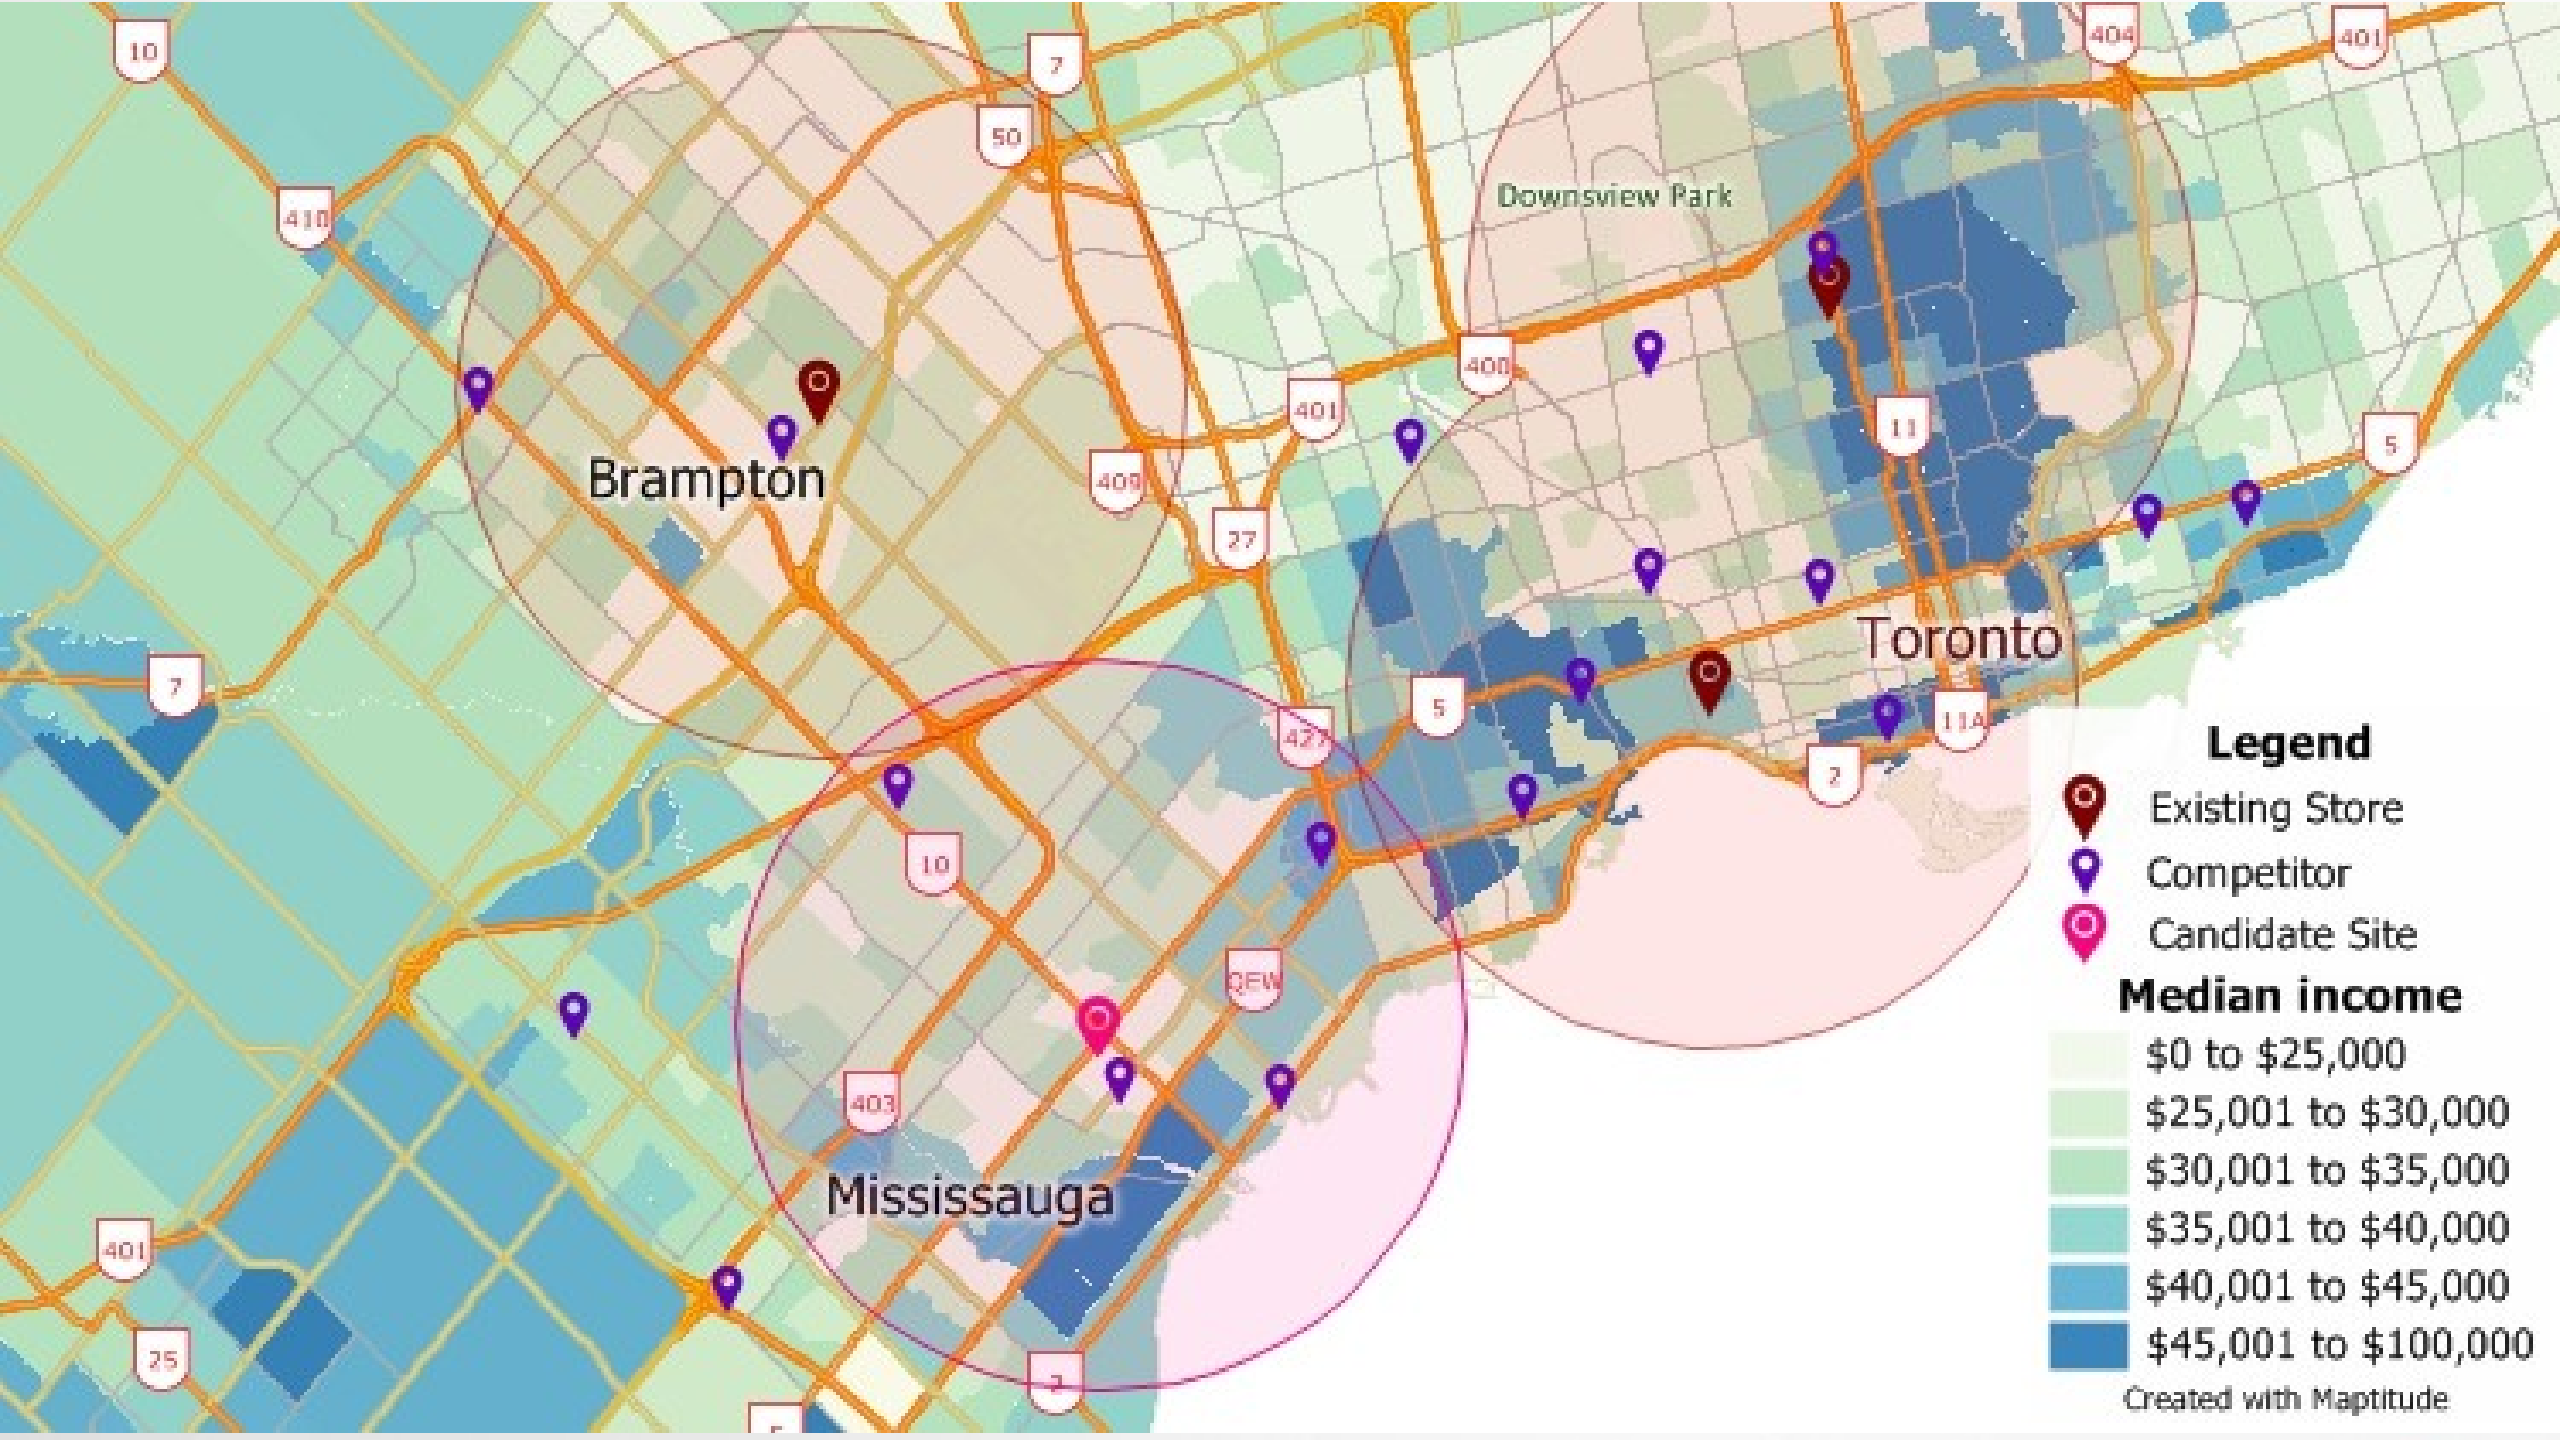 10
7
404
401
50
410
Downsview Park
400
401
11
5
409
Brampton
27
Toronto
7
5
427
11A
2
10
QEW
403
Mississauga
401
25
2
Legend
Existing Store
Competitor
Candidate Site
Median income
$0 to $25,000
$25,001 to $30,000
$30,001 to $35,000
$35,001 to $40,000
$40,001 to $45,000
$45,001 to $100,000
Created with Maptitude